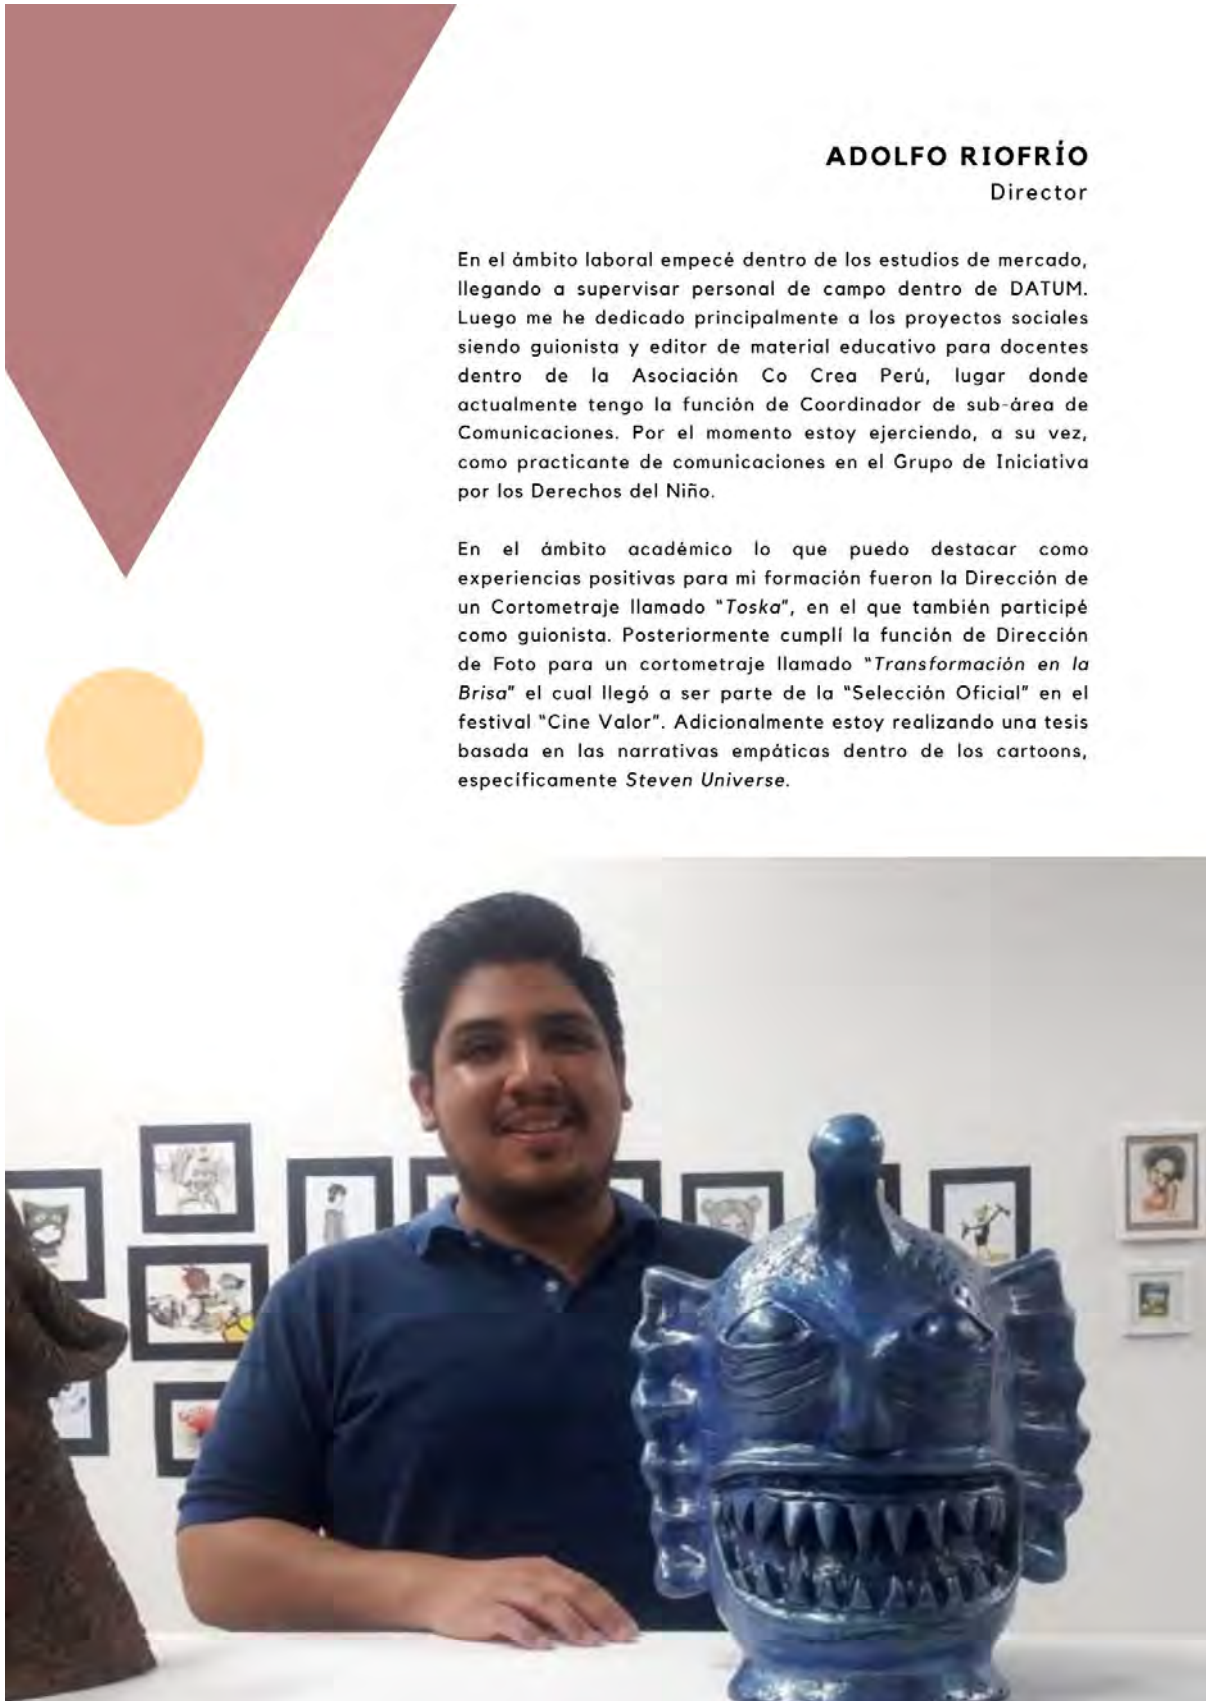 ADOLFO RIOFRÍO
Director
En el ámbito laboral empecé dentro de los estudios de mercado,
llegando a supervisar personal de campo dentro de DATUM.
Luego me he dedicado principalmente a los proyectos sociales
siendo guionista y editor de material educativo para docentes
dentro de la Asociación Co Crea Perú, lugar donde
actualmente tengo la función de Coordinador de sub-área de
Comunicaciones. Por el momento estoy ejerciendo, a su vez,
como practicante de comunicaciones en el Grupo de Iniciativa
por los Derechos del Niño.
En el ámbito académico lo que puedo destacar como
experiencias positivas para mi formación fueron la Dirección de
un Cortometraje llamado "Toska", en el que también participé
como guionista. Posteriormente cumplí la función de Dirección
de Foto para un cortometraje llamado "Transformación en la
Brisa" el cual llegó a ser parte de la "Selección Oficial" en el
festival "Cine Valor". Adicionalmente estoy realizando una tesis
basada en las narrativas empáticas dentro de los cartoons,
específicamente Steven Universe.